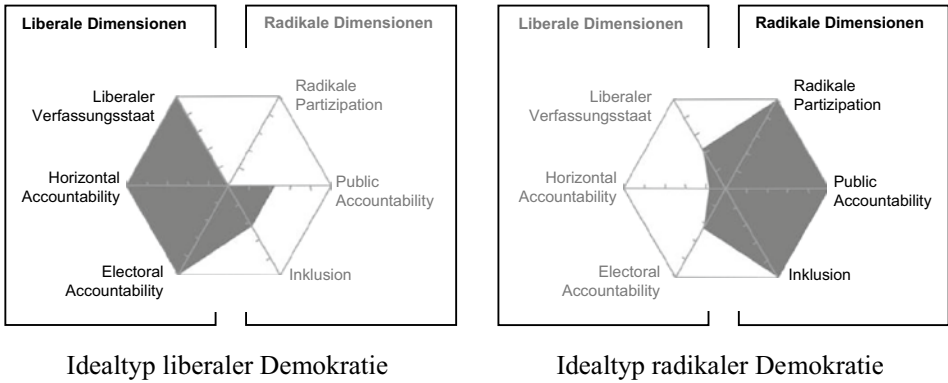 Liberale Dimensionen
Radikale Dimensionen
Liberaler
Verfassungsstaat
Radikale
Partizipation
Horizontal
Accountability
Public
Accountability
Electoral
Accountability
Inklusion
Idealtyp liberaler Demokratie
Liberale Dimensionen
Radikale Dimensionen
Liberaler
Verfassungsstaat
Radikale
Partizipation
Horizontal
Accountability
Public
Accountability
Electoral
Accountability
Inklusion
Idealtyp radikaler Demokratie